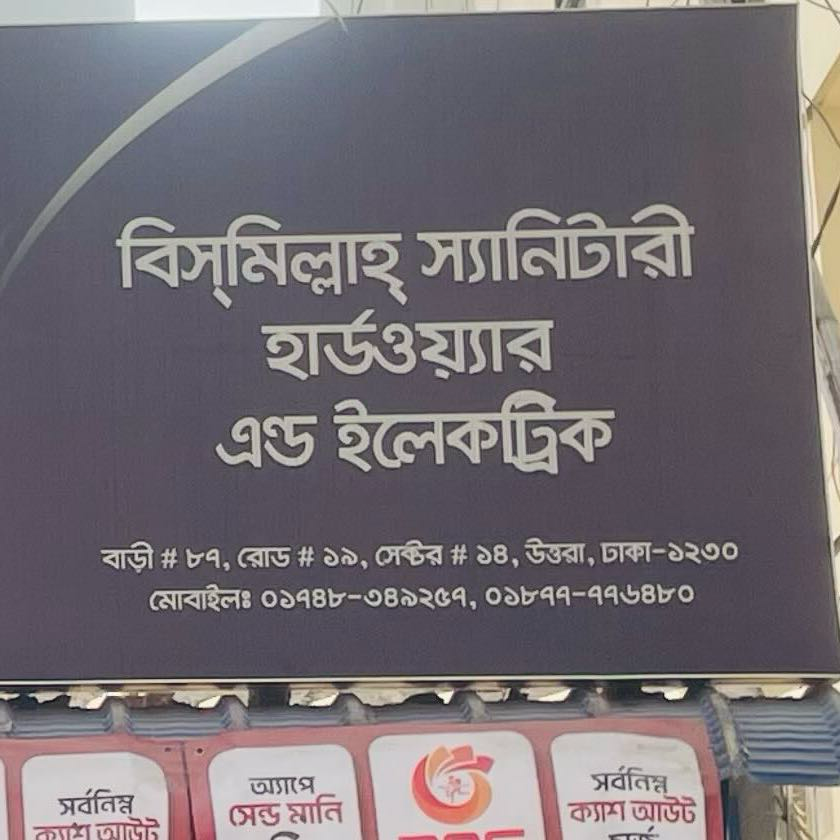 বিস্‌মিল্লাহ্ স্যানিটারী
হার্ডওয়্যার
এন্ড ইলেকট্রিক
বাড়ী # ৮৭, রোড # ১৯, সেক্টর # ১৪, উত্তরা, ঢাকা-১২৩০
মোবাইলঃ ০১৭৪৮-৩৪৯২৫৭, ০১৮৭৭-৭৭৬৪৮০
সর্বনিম্ন
ক্যাশ আউট
অ্যাপে
সেন্ড মানি
সর্বনিম্ন
ক্যাশ আউট